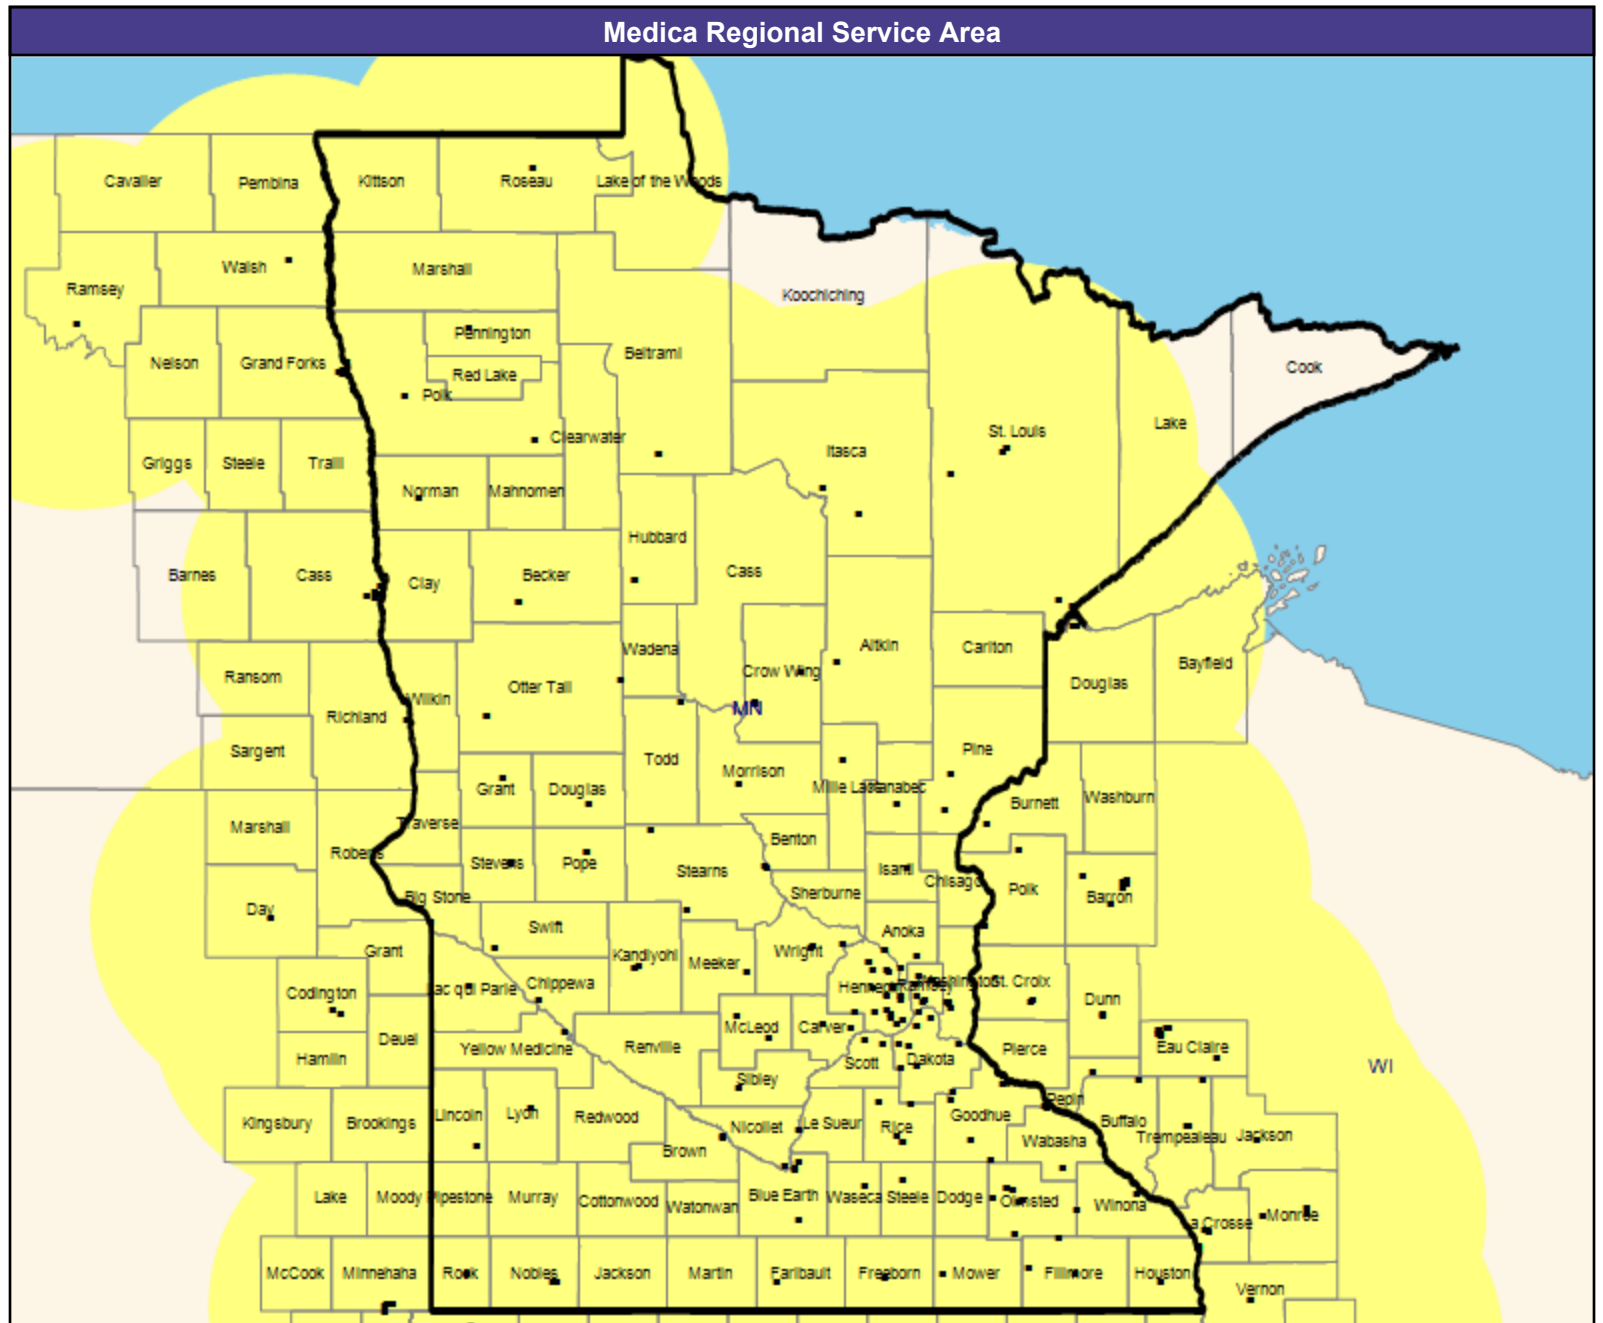 Medica Regional Service Area
Cavalier
Pembina
Kittson
Roseau
Lake of the Woods
Walsh
Marshall
Ramsey
Koochiching
Pennington
Nelson
Grand Forks
Beltrami
Red Lake
Cook
Polk
Lake
Clearwater
St. Louis
Itasca
Griggs
Steele
Traill
Norman
Mahnomen
Hubbard
Barnes
Cass
Clay
Becker
Cass
Wadena
Aitkin
Carlton
Crow Wing
Bayfield
Ransom
Otter Tail
Douglas
Wilkin
Richland
MN
Sargent
Todd
Pine
Morrison
Grant
Douglas
Mille Lacs
Kanabec
Burnett
Washburn
Marshall
Traverse
Benton
Roberts
Stevens
Pope
Stearns
Isanti
Chisago
Sherburne
Polk
Big Stone
Barron
Day
Swift
Anoka
Grant
Kandiyohi
Meeker
Wright
Codington
Lac qui Parle
Chippewa
Hennepin
Ramsey
Washington
St. Croix
Dunn
Deuel
McLeod
Carver
Hamlin
Yellow Medicine
Renville
Scott
Dakota
Pierce
Eau Claire
WI
Sibley
Pepin
Kingsbury
Brookings
Lincoln
Lyon
Redwood
Nicollet
Le Sueur
Rice
Goodhue
Buffalo
Trempealeau
Jackson
Brown
Wabasha
Lake
Moody
Pipestone
Murray
Cottonwood
Watonwan
Blue Earth
Waseca
Steele
Dodge
Olmsted
Winona
La Crosse
Monroe
McCook
Minnehaha
Rock
Nobles
Jackson
Martin
Faribault
Freeborn
Mower
Fillmore
Houston
Vernon